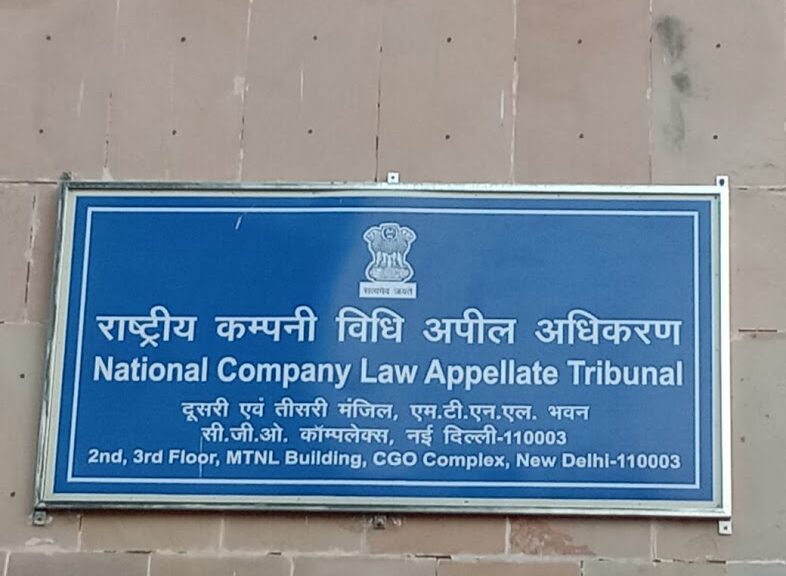 सत्यमेव जयते
राष्ट्रीय कम्पनी विधि अपील अधिकरण
National Company Law Appellate Tribunal
दूसरी एवं तीसरी मंजिल, एम.टी.एन.एल. भवन
सी.जी.ओ. कॉम्पलेक्स, नई दिल्ली-110003
2nd, 3rd Floor, MTNL Building, CGO Complex, New Delhi-110003